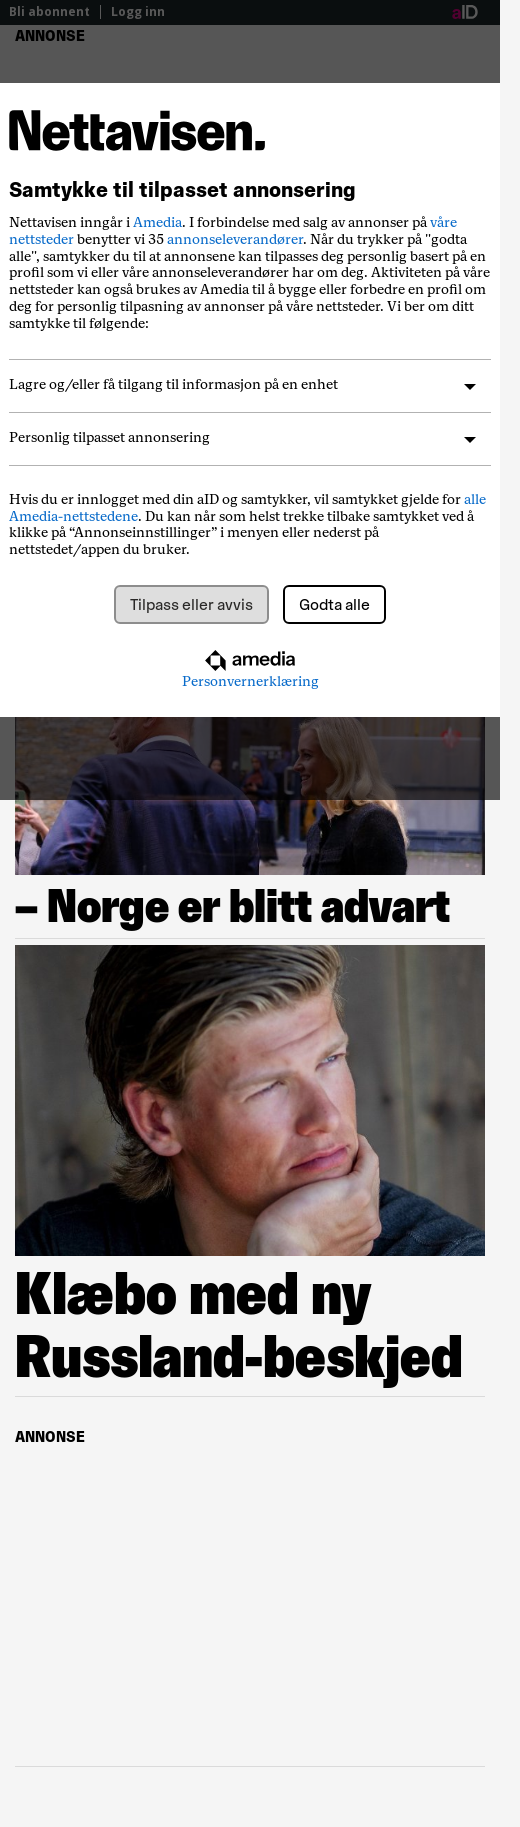 Bli abonnent | Logg inn
aID
ANNONSE
Nettavisen.
Samtykke til tilpasset annonsering
Nettavisen inngår i Amedia. I forbindelse med salg av annonser på våre
nettsteder benytter vi 35 annonseleverandører. Når du trykker på "godta
alle", samtykker du til at annonsene kan tilpasses deg personlig basert på en
profil som vi eller våre annonseleverandører har om deg. Aktiviteten på våre
nettsteder kan også brukes av Amedia til å bygge eller forbedre en profil om
deg for personlig tilpasning av annonser på våre nettsteder. Vi ber om ditt
samtykke til følgende:
Lagre og/eller få tilgang til informasjon på en enhet
Personlig tilpasset annonsering
Hvis du er innlogget med din aID og samtykker, vil samtykket gjelde for alle
Amedia-nettstedene. Du kan når som helst trekke tilbake samtykket ved å
klikke på “Annonseinnstillinger” i menyen eller nederst på
nettstedet/appen du bruker.
Tilpass eller avvis
Godta alle
amedia
Personvernerklæring
– Norge er blitt advart
Klæbo med ny
Russland-beskjed
ANNONSE